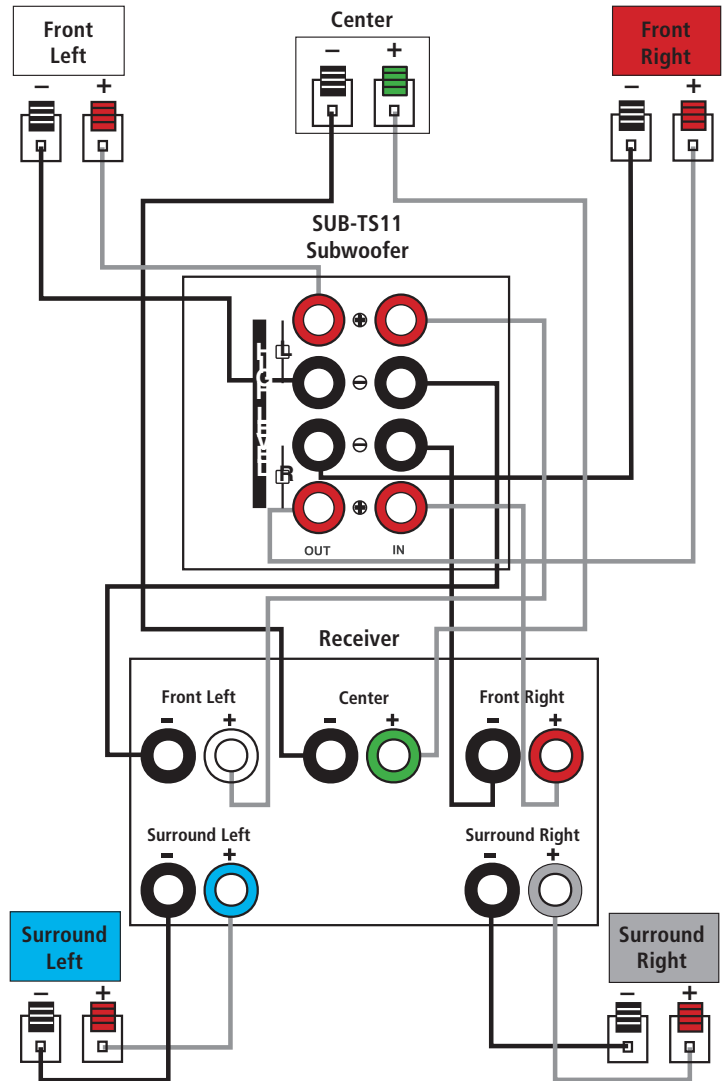 Front
Left
Center
Front
Right
− +
− +
− +
SUB-TS11
Subwoofer
L
R
OUT IN
Receiver
Front Left
Center
Front Right
- +
- +
- +
Surround Left
Surround Right
- +
- +
Surround
Left
Surround
Right
− +
− +